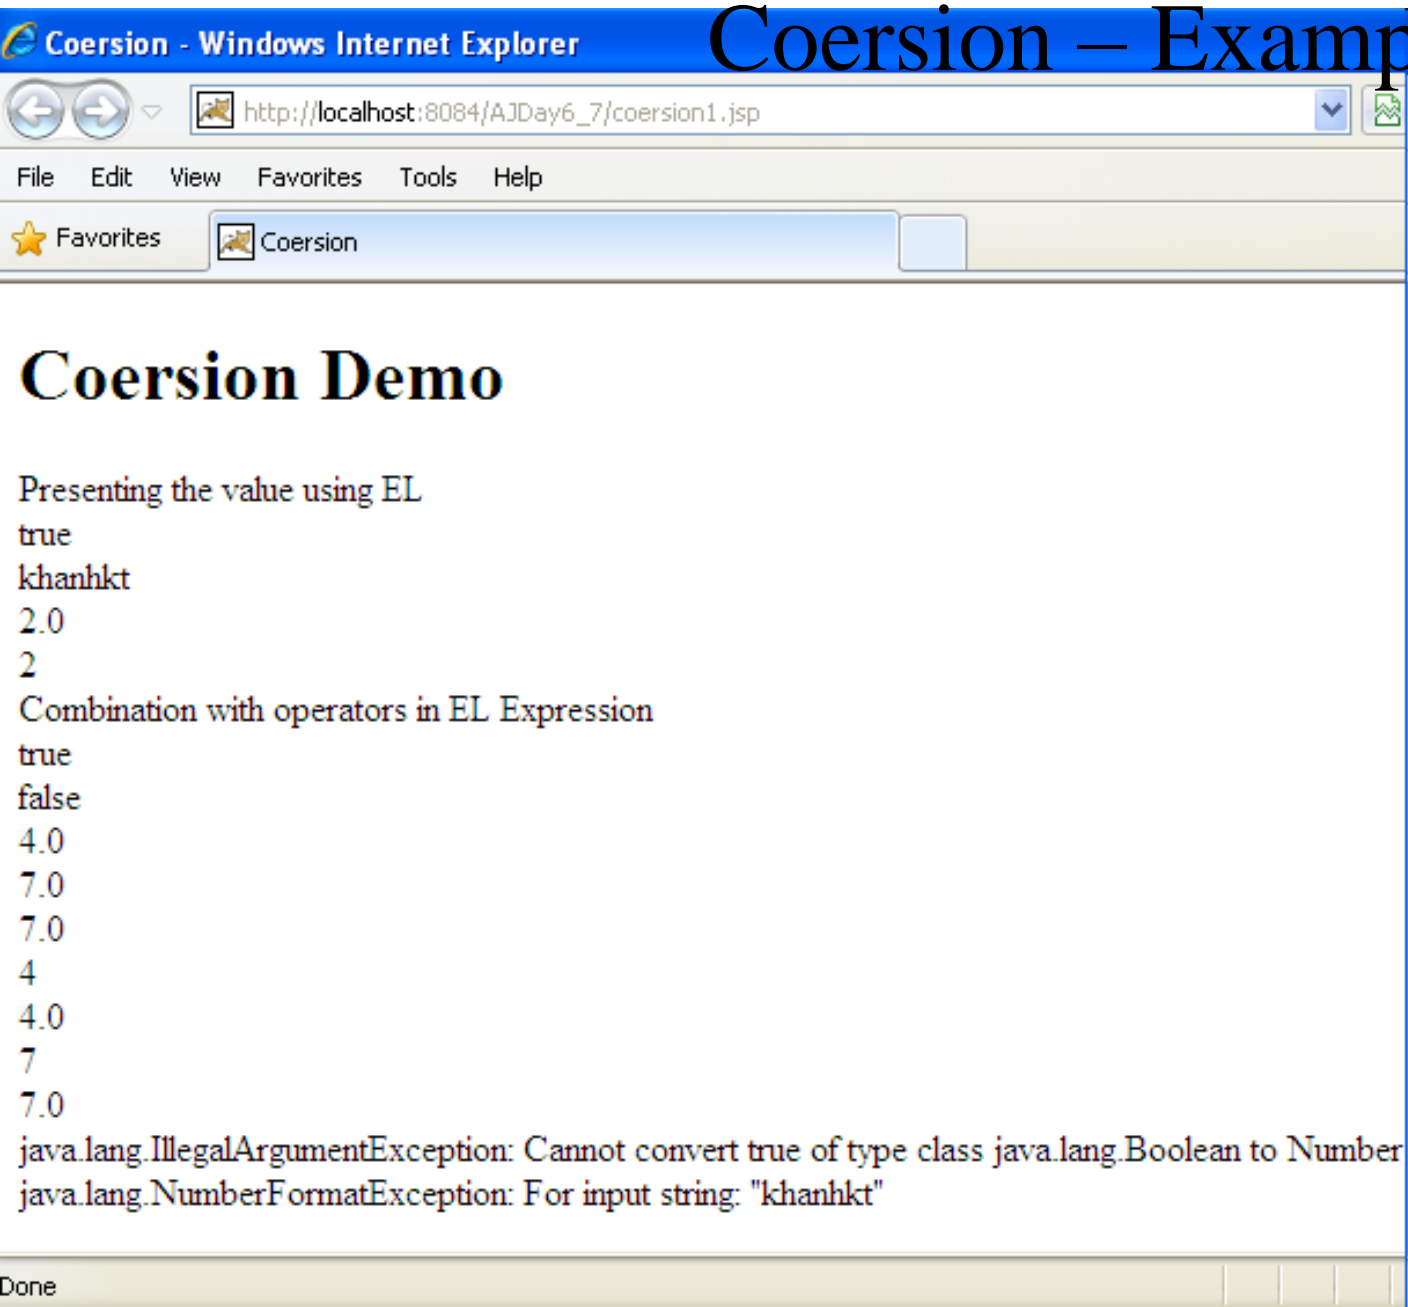 Coersion – Examp
Coersion - Windows Internet Explorer
http://localhost:8084/AJDay6_7/coersion1.jsp
File Edit View Favorites Tools Help
Favorites Coersion
Coersion Demo
Presenting the value using EL
true
khanhkt
2.0
2
Combination with operators in EL Expression
true
false
4.0
7.0
7.0
4
4.0
7
7.0
java.lang.IllegalArgumentException: Cannot convert true of type class java.lang.Boolean to Number
java.lang.NumberFormatException: For input string: "khanhkt"
Done